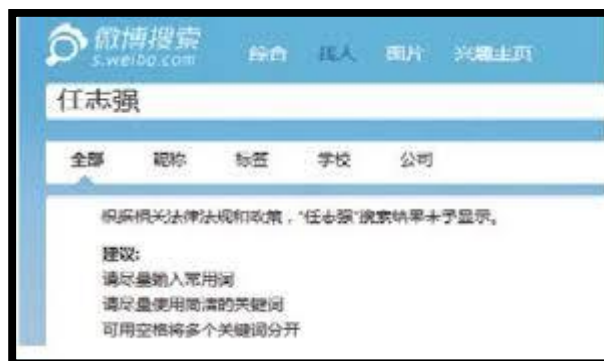 微博搜索
s.weibo.com
综合 找人 图片 兴趣主页
任志强
全部 昵称 标签 学校 公司
根据相关法律法规和政策，“任志强”搜索结果未予显示。
建议:
请尽量输入常用词
请尽量使用简洁的关键词
可用空格将多个关键词分开